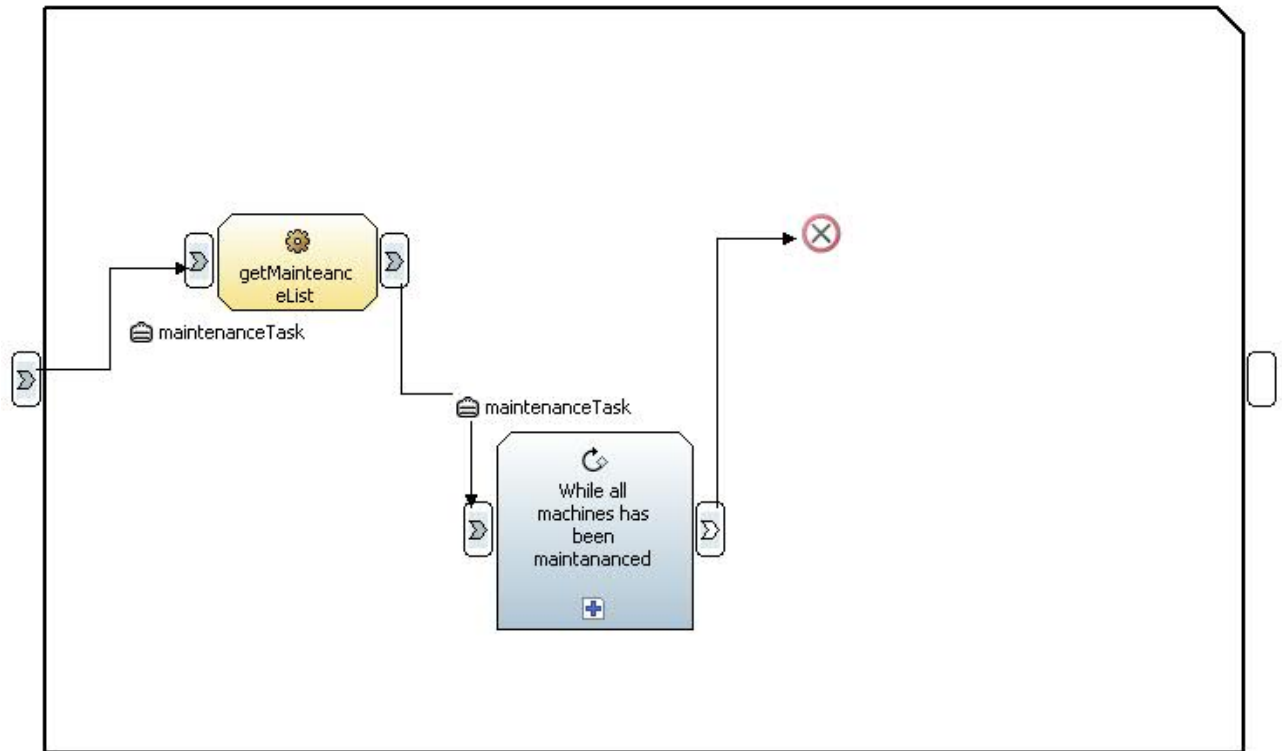 getMainteanc
eList
maintenanceTask
maintenanceTask
While all
machines has
been
maintananced